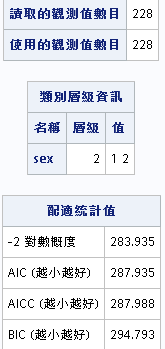 讀取的觀測值數目 228
使用的觀測值數目 228
類別層級資訊
名稱 層級 值
sex 2 1 2
配適統計值
-2 對數概度 283.935
AIC (越小越好) 287.935
AICC (越小越好) 287.988
BIC (越小越好) 294.793